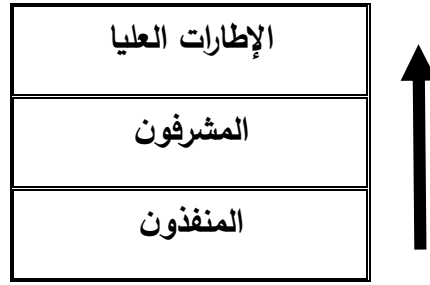 الإطارات العليا
المشرفون
المنفذون